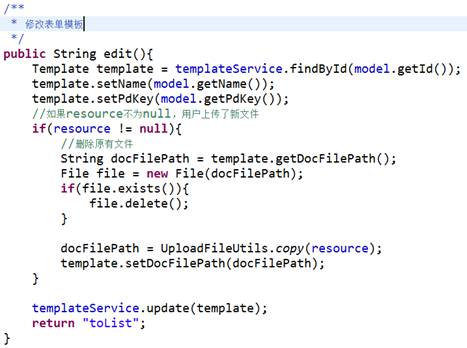 /**
 * 修改表单模板
 */
public String edit(){
    Template template = templateService.findById(model.getId());
    template.setName(model.getName());
    template.setPdKey(model.getPdKey());
    //如果resource不为null，用户上传了新文件
    if(resource != null){
        //删除原有文件
        String docFilePath = template.getDocFilePath();
        File file = new File(docFilePath);
        if(file.exists()){
            file.delete();
        }

        docFilePath = UploadFileUtils.copy(resource);
        template.setDocFilePath(docFilePath);
    }

    templateService.update(template);
    return "toList";
}